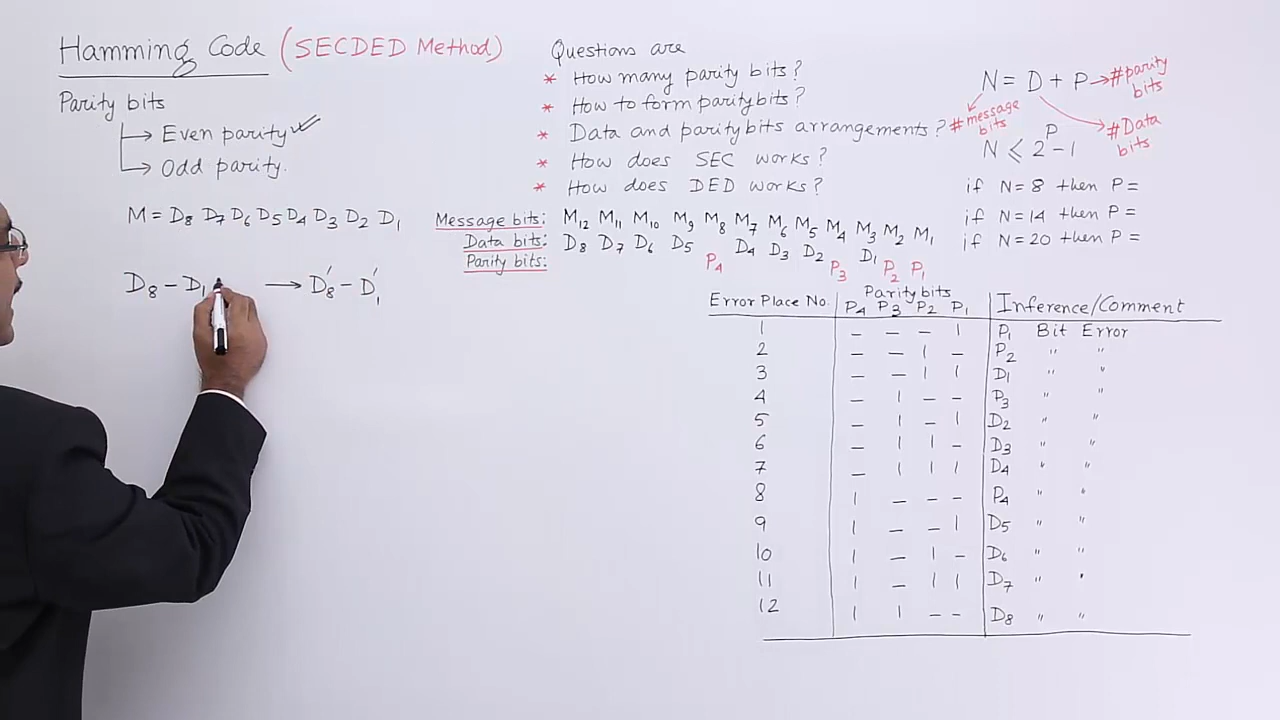 Hamming Code (SECDED Method)
Parity bits
→ Even parity ✓
→ Odd parity.
M = D8 D7 D6 D5 D4 D3 D2 D1
D8 – D1 → D8' – D1'
Questions are
* How many parity bits?
* How to form parity bits?
* Data and parity bits arrangements?
* How does SEC works?
* How does DED works?
N = D + P → #parity bits
#message bits
#Data bits
N ≤ 2^P – 1
if N = 8 then P =
if N = 14 then P =
if N = 20 then P =
Message bits: M12 M11 M10 M9 M8 M7 M6 M5 M4 M3 M2 M1
Data bits: D8 D7 D6 D5 D4 D3 D2 D1
Parity bits: P4 P3 P2 P1
Error Place No. Parity bits Inference/Comment
P4 P3 P2 P1
1 – – – 1 P1 Bit Error
2 – – 1 – P2 " "
3 – – 1 1 D1 " "
4 – 1 – – P3 " "
5 – 1 – 1 D2 " "
6 – 1 1 – D3 " "
7 – 1 1 1 D4 " "
8 1 – – – P4 " "
9 1 – – 1 D5 " "
10 1 – 1 – D6 " "
11 1 – 1 1 D7 " "
12 1 1 – – D8 " "